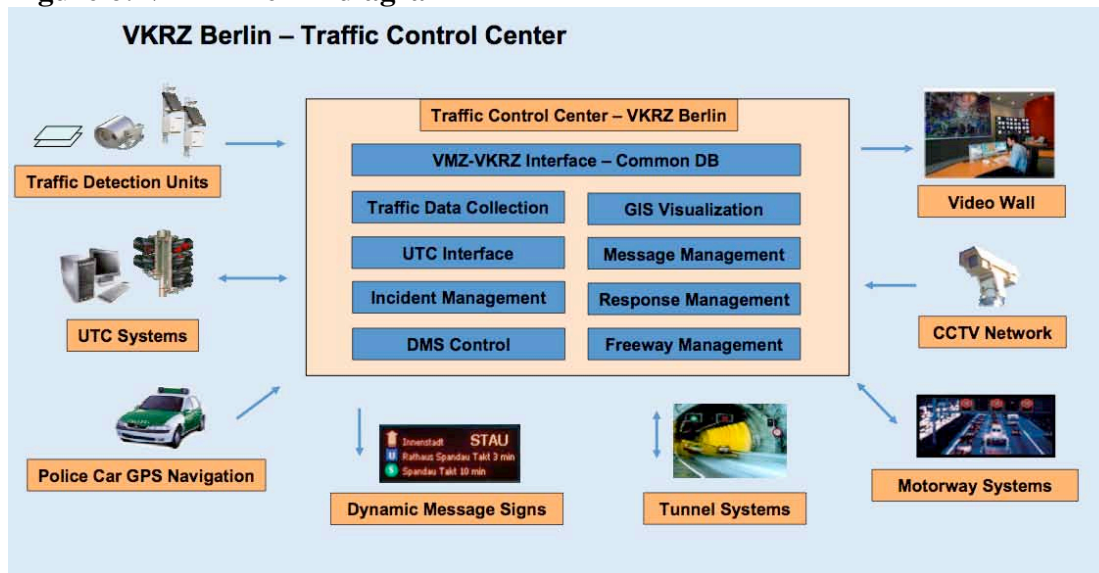 VKRZ Berlin – Traffic Control Center
Traffic Control Center – VKRZ Berlin
VMZ-VKRZ Interface – Common DB
Traffic Data Collection
GIS Visualization
UTC Interface
Message Management
Incident Management
Response Management
DMS Control
Freeway Management
Traffic Detection Units
UTC Systems
Police Car GPS Navigation
Innenstadt STAU
U Rathaus Spandau Takt 3 min
S Spandau Takt 10 min
Dynamic Message Signs
Tunnel Systems
Video Wall
CCTV Network
Motorway Systems